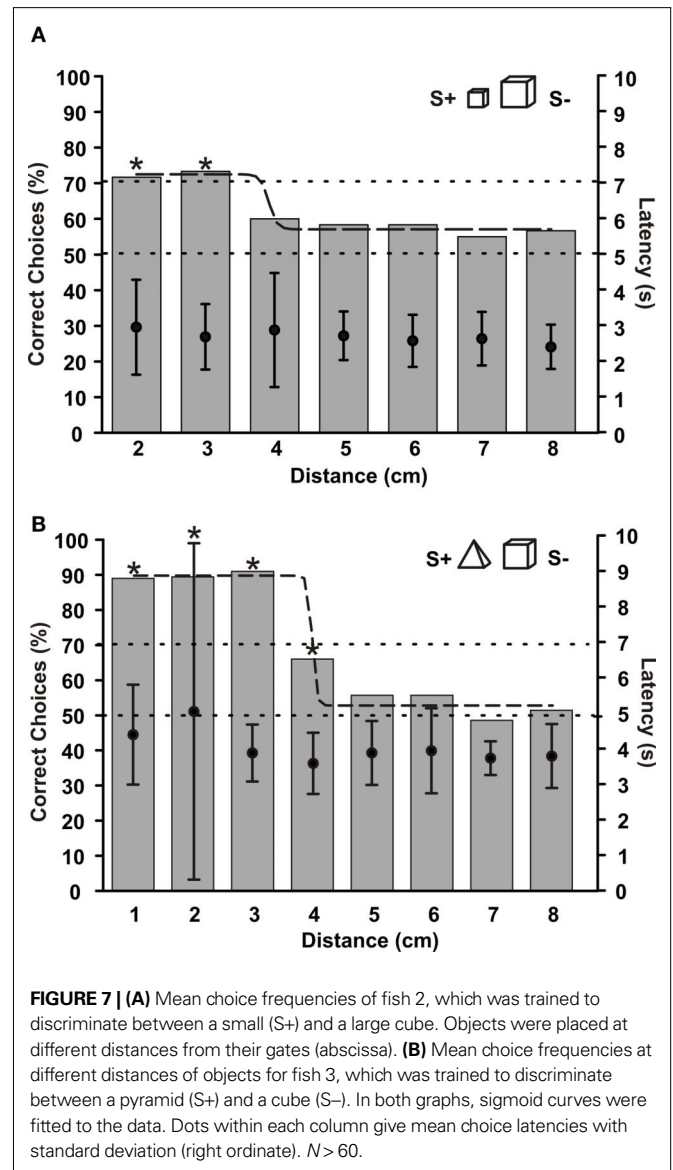 A
100
90
80
70
60
50
40
30
20
10
0
Correct Choices (%)
* *
S+ S-
10
9
8
7
6
5
4
3
2
1
0
Latency (s)
2 3 4 5 6 7 8
Distance (cm)
B
100
90
80
70
60
50
40
30
20
10
0
Correct Choices (%)
* * * *
S+ S-
10
9
8
7
6
5
4
3
2
1
0
Latency (s)
1 2 3 4 5 6 7 8
Distance (cm)
FIGURE 7 | (A) Mean choice frequencies of fish 2, which was trained to
discriminate between a small (S+) and a large cube. Objects were placed at
different distances from their gates (abscissa). (B) Mean choice frequencies at
different distances of objects for fish 3, which was trained to discriminate
between a pyramid (S+) and a cube (S–). In both graphs, sigmoid curves were
fitted to the data. Dots within each column give mean choice latencies with
standard deviation (right ordinate). N > 60.